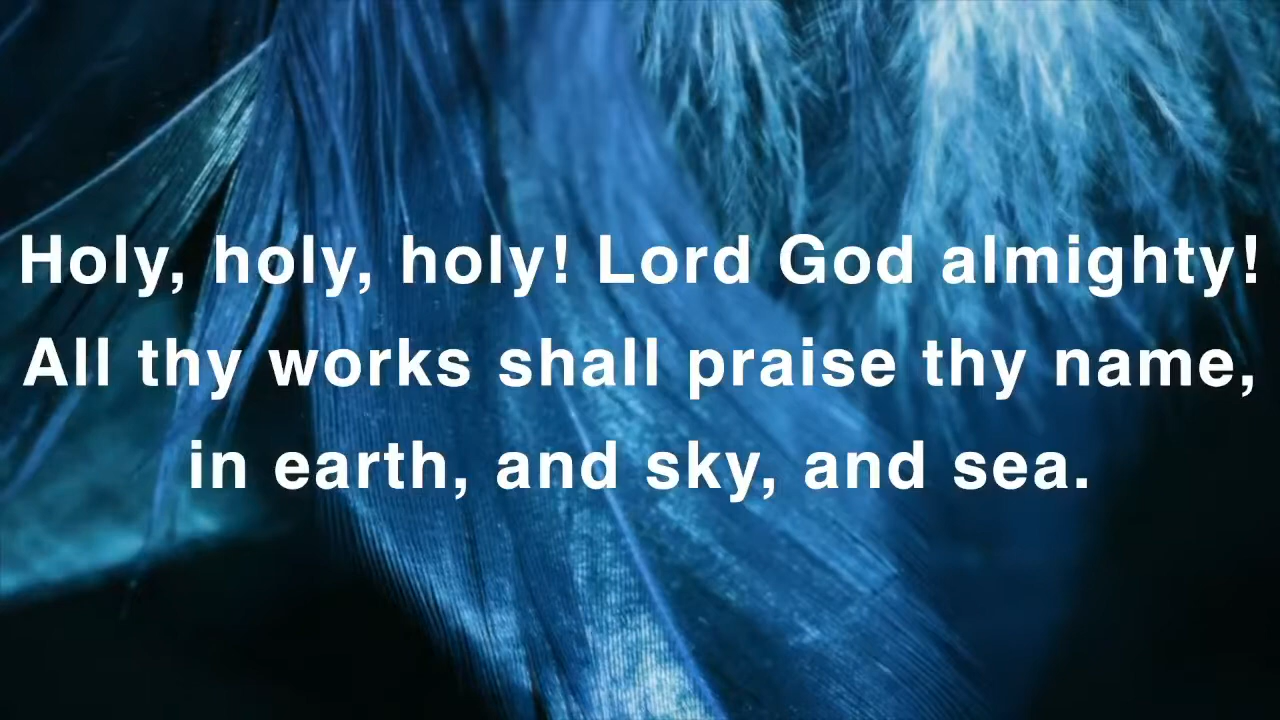 Holy, holy, holy! Lord God almighty!
All thy works shall praise thy name,
in earth, and sky, and sea.